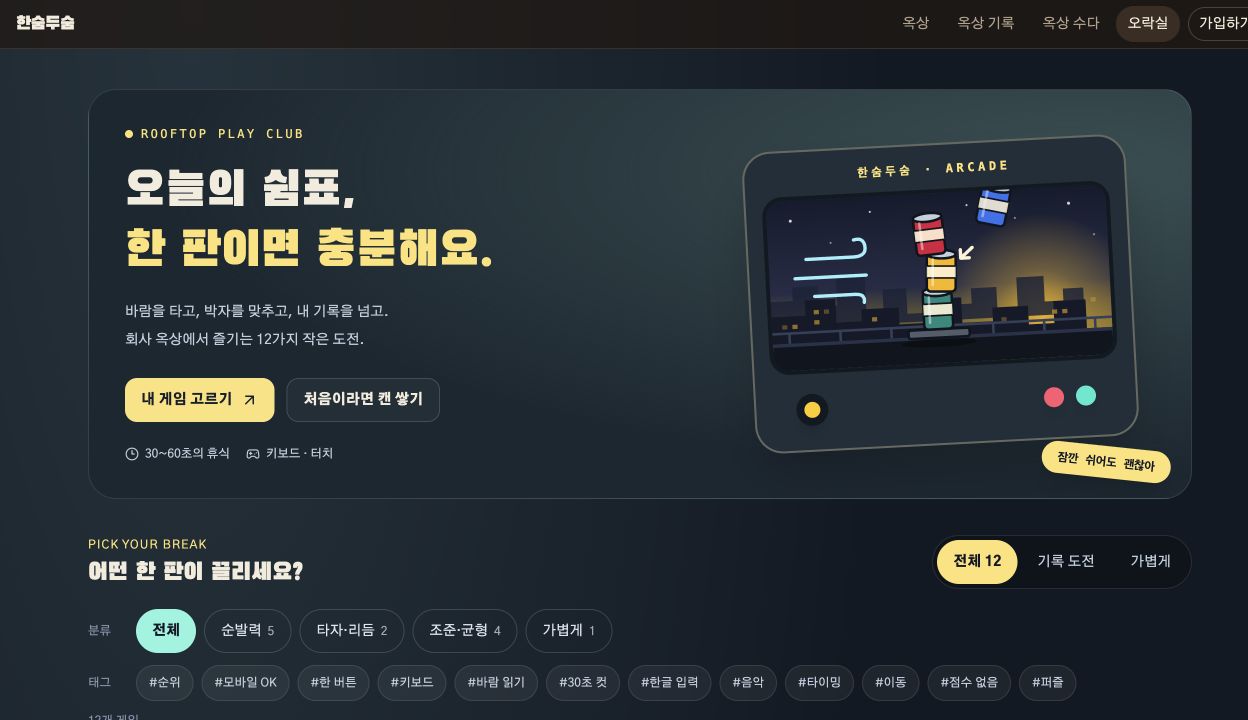 한숨두숨
옥상 옥상 기록 옥상 수다 오락실 가입하기
ROOFTOP PLAY CLUB
오늘의 쉼표,
한 판이면 충분해요.
바람을 타고, 박자를 맞추고, 내 기록을 넘고.
회사 옥상에서 즐기는 12가지 작은 도전.
내 게임 고르기
처음이라면 캔 쌓기
30~60초의 휴식 키보드 · 터치
한숨두숨 · ARCADE
잠깐 쉬어도 괜찮아
PICK YOUR BREAK
어떤 한 판이 끌리세요?
전체 12 기록 도전 가볍게
분류 전체 순발력 5 타자·리듬 2 조준·균형 4 가볍게 1
태그 #순위 #모바일 OK #한 버튼 #키보드 #바람 읽기 #30초 컷 #한글 입력 #음악 #타이밍 #이동 #점수 없음 #퍼즐
12개 게임